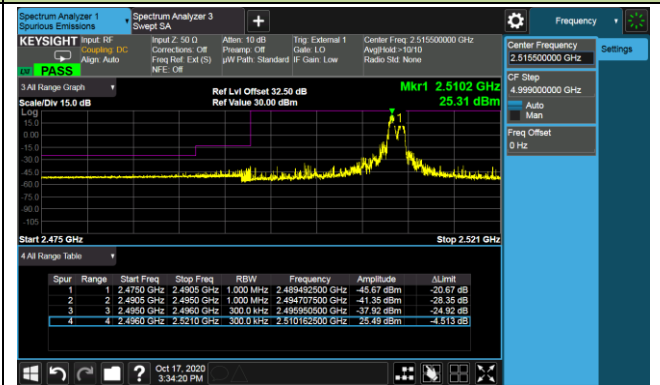 Spectrum Analyzer 1
Spurious Emissions
Spectrum Analyzer 3
Swept SA
+
Frequency
KEYSIGHT
Input: RF
Coupling: DC
Align: Auto
Input Z: 50 Ω
Corrections: Off
Freq Ref: Ext (S)
NFE: Off
Atten: 10 dB
Preamp: Off
µW Path: Standard
Trig: External 1
Gate: LO
IF Gain: Low
Center Freq: 2.515500000 GHz
Avg|Hold:>10/10
Radio Std: None
PASS
Center Frequency
2.515500000 GHz
Settings
CF Step
4.999000000 GHz
Auto
Man
Freq Offset
0 Hz
3 All Range Graph
Scale/Div 15.0 dB
Ref Lvl Offset 32.50 dB
Ref Value 30.00 dBm
Mkr1 2.5102 GHz
25.31 dBm
Log
15.0
0.00
-15.0
-30.0
-45.0
-60.0
-75.0
-90.0
-105
1
Start 2.475 GHz
Stop 2.521 GHz
4 All Range Table
Spur Range Start Freq Stop Freq RBW Frequency Amplitude ΔLimit
1 1 2.4750 GHz 2.4905 GHz 1.000 MHz 2.489492500 GHz -45.67 dBm -20.67 dB
2 2 2.4905 GHz 2.4950 GHz 1.000 MHz 2.494707500 GHz -41.35 dBm -28.35 dB
3 3 2.4950 GHz 2.4960 GHz 300.0 kHz 2.495950500 GHz -37.92 dBm -24.92 dB
4 4 2.4960 GHz 2.5210 GHz 300.0 kHz 2.510162500 GHz 25.49 dBm -4.513 dB
?
Oct 17, 2020
3:34:20 PM